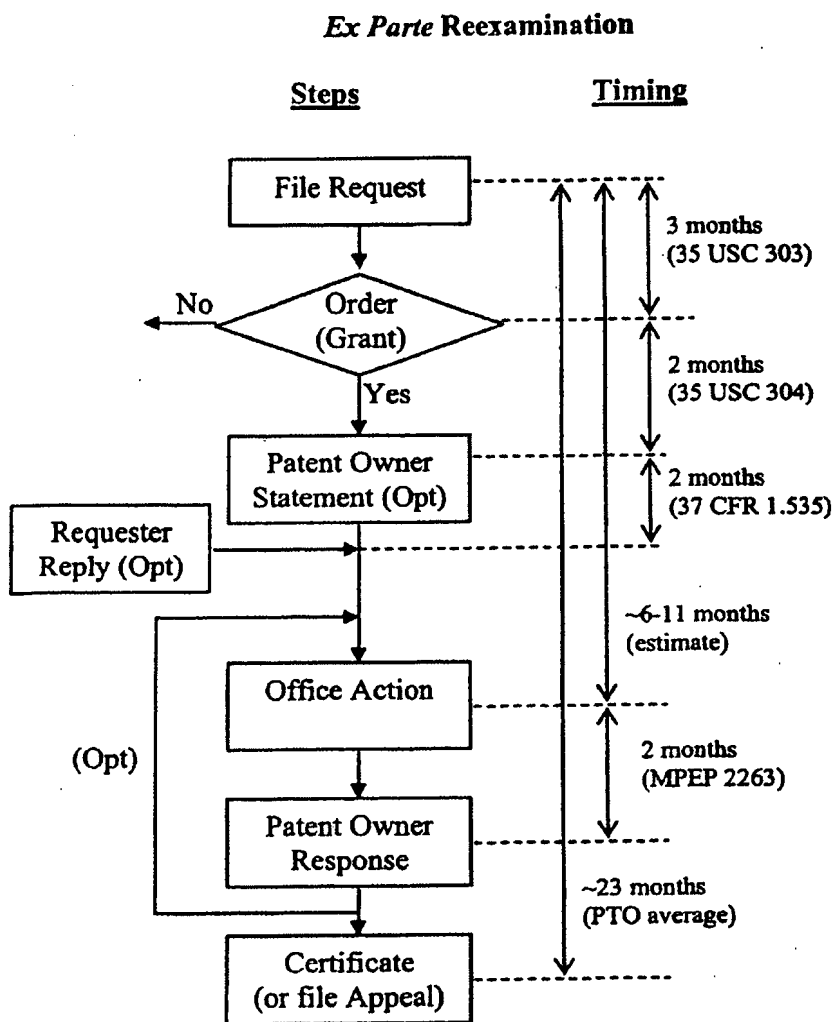 Ex Parte Reexamination
Steps
Timing
File Request
3 months
(35 USC 303)
No
Order
(Grant)
Yes
2 months
(35 USC 304)
Patent Owner
Statement (Opt)
2 months
(37 CFR 1.535)
Requester
Reply (Opt)
~6-11 months
(estimate)
Office Action
(Opt)
2 months
(MPEP 2263)
Patent Owner
Response
~23 months
(PTO average)
Certificate
(or file Appeal)